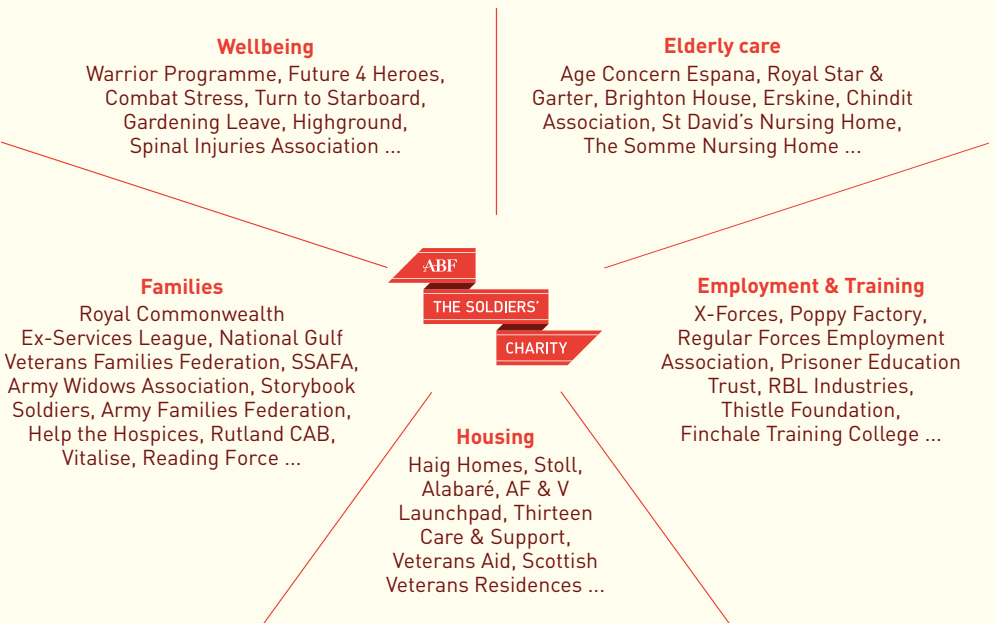 Wellbeing
Warrior Programme, Future 4 Heroes,
Combat Stress, Turn to Starboard,
Gardening Leave, Highground,
Spinal Injuries Association ...
Elderly care
Age Concern Espana, Royal Star &
Garter, Brighton House, Erskine, Chindit
Association, St David's Nursing Home,
The Somme Nursing Home ...
ABF
THE SOLDIERS'
CHARITY
Families
Royal Commonwealth
Ex-Services League, National Gulf
Veterans Families Federation, SSAFA,
Army Widows Association, Storybook
Soldiers, Army Families Federation,
Help the Hospices, Rutland CAB,
Vitalise, Reading Force ...
Employment & Training
X-Forces, Poppy Factory,
Regular Forces Employment
Association, Prisoner Education
Trust, RBL Industries,
Thistle Foundation,
Finchale Training College ...
Housing
Haig Homes, Stoll,
Alabaré, AF & V
Launchpad, Thirteen
Care & Support,
Veterans Aid, Scottish
Veterans Residences ...